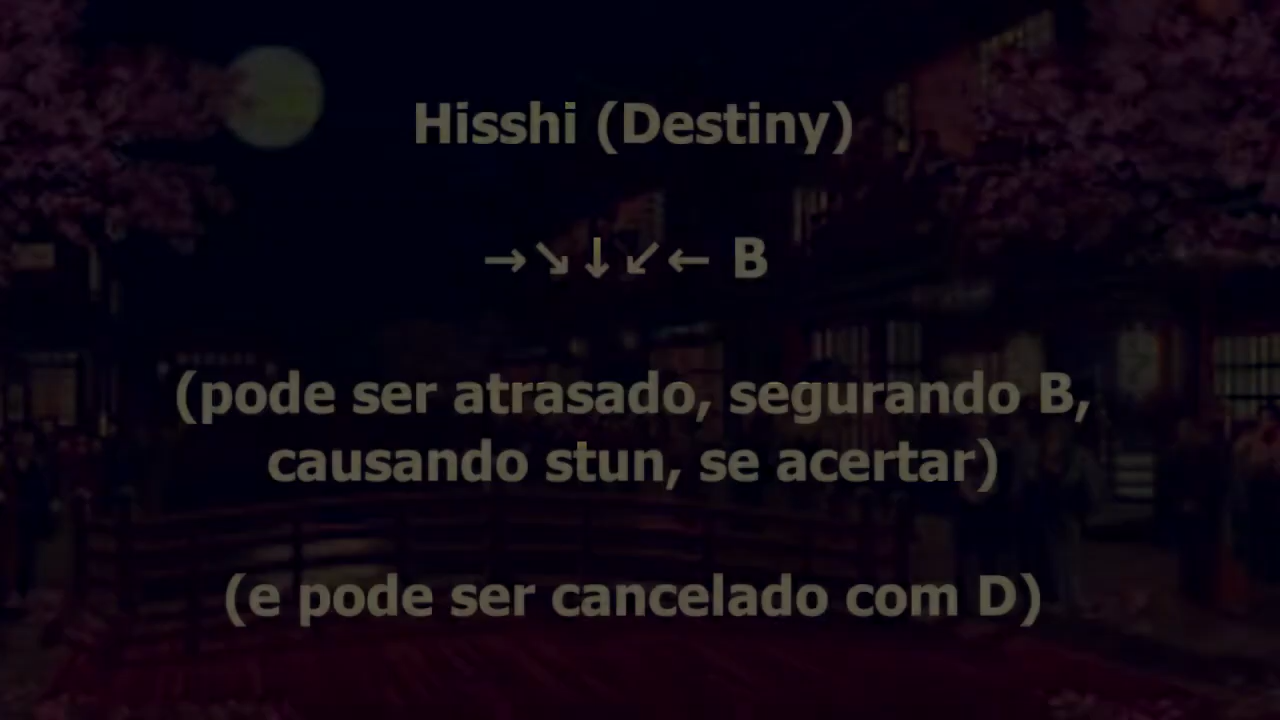 Hisshi (Destiny)
→↘↓↙← B
(pode ser atrasado, segurando B,
causando stun, se acertar)
(e pode ser cancelado com D)